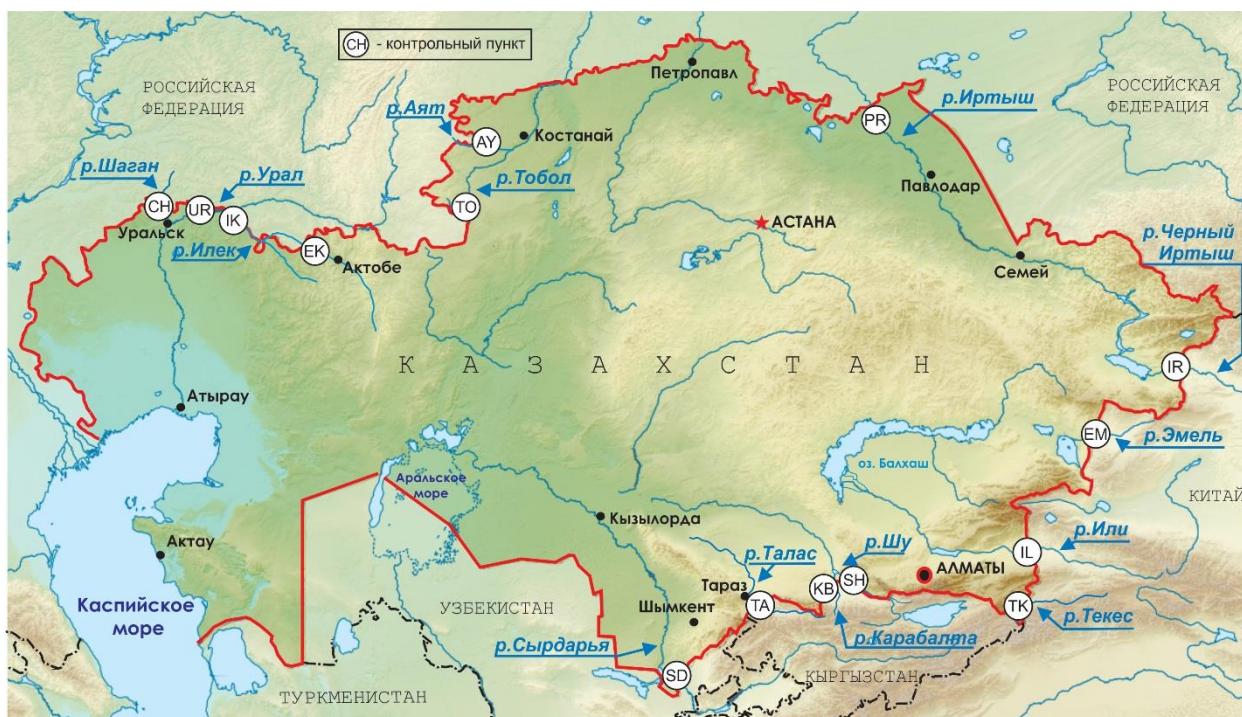 CH - контрольный пункт
РОССИЙСКАЯ
ФЕДЕРАЦИЯ
Петропавл
РОССИЙСКАЯ
ФЕДЕРАЦИЯ
р.Иртыш
PR
р.Аят
AY
Костанай
р.Шаган
р.Урал
р.Тобол
Павлодар
CH
UR
IK
TO
Уральск
АСТАНА
р.Илек
EK
Актобе
Семей
р.Черный
Иртыш
КАЗАХСТАН
IR
Атырау
EM
р.Эмель
оз. Балхаш
Аральское
море
КИТАЙ
Кызылорда
Актау
р.Талас
р.Шу
IL
р.Или
Каспийское
море
УЗБЕКИСТАН
Тараз
KB
SH
АЛМАТЫ
Шымкент
TA
TK
р.Текес
р.Сырдарья
р.Карабалта
SD
КЫРГЫЗСТАН
ТУРКМЕНИСТАН